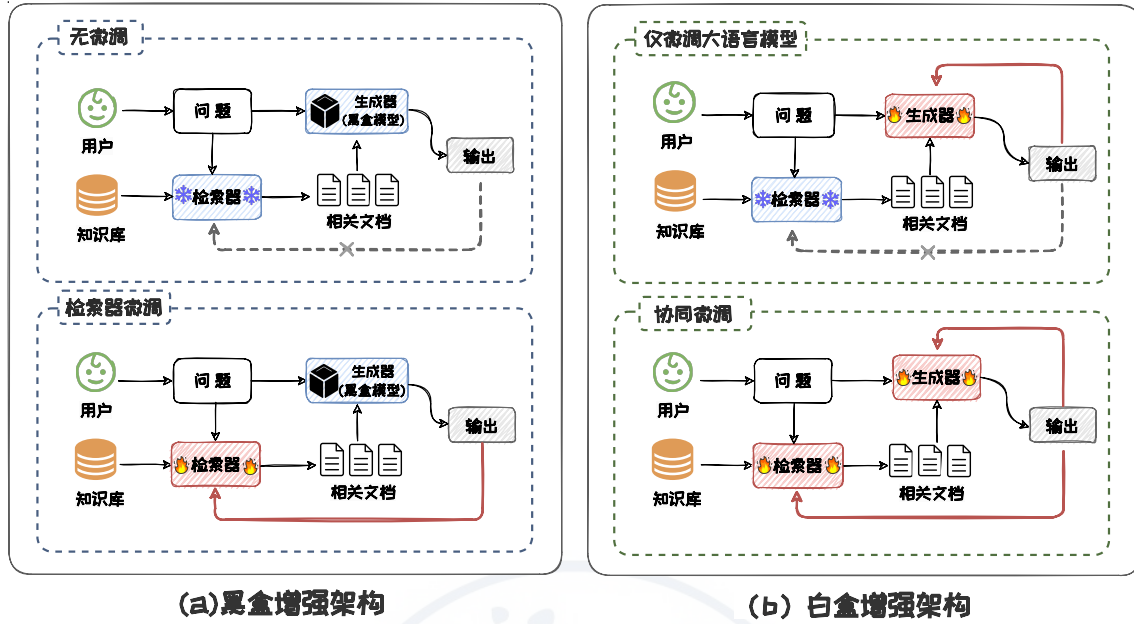 无微调
用户
问题
生成器
(黑盒模型)
输出
知识库
检索器
相关文档
检索器微调
用户
问题
生成器
(黑盒模型)
输出
知识库
检索器
相关文档
(a)黑盒增强架构
仅微调大语言模型
用户
问题
生成器
输出
知识库
检索器
相关文档
协同微调
用户
问题
生成器
输出
知识库
检索器
相关文档
(b) 白盒增强架构